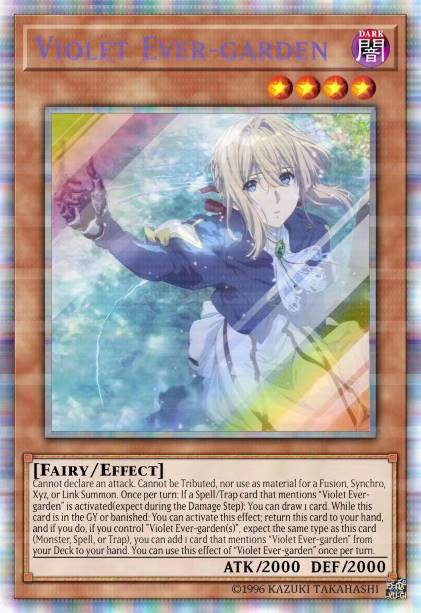 VIOLET EVER-GARDEN
DARK
闇
[FAIRY/EFFECT]
Cannot declare an attack. Cannot be Tributed, nor use as material for a Fusion, Synchro,
Xyz, or Link Summon. Once per turn: If a Spell/Trap card that mentions "Violet Ever-
garden" is activated(expect during the Damage Step): You can draw 1 card. While this
card is in the GY or banished: You can activate this effect; return this card to your hand,
and if you do, if you control "Violet Ever-garden(s)", expect the same type as this card
(Monster, Spell, or Trap), you can add 1 card that mentions "Violet Ever-garden" from
your Deck to your hand. You can use this effect of "Violet Ever-garden" once per turn.
ATK/2000 DEF/2000
©1996 KAZUKI TAKAHASHI